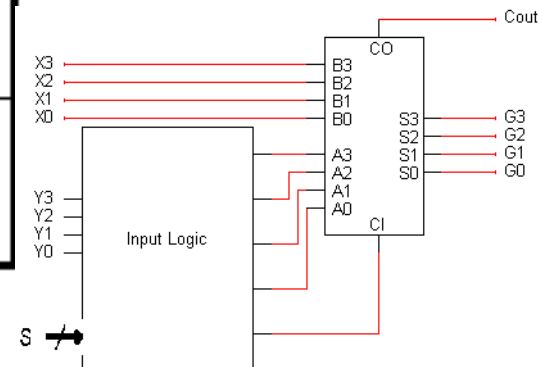 Cout
CO
X3
X2
X1
X0
B3
B2
B1
B0
S3
S2
S1
S0
G3
G2
G1
G0
A3
A2
A1
A0
CI
Y3
Y2
Y1
Y0
Input Logic
S